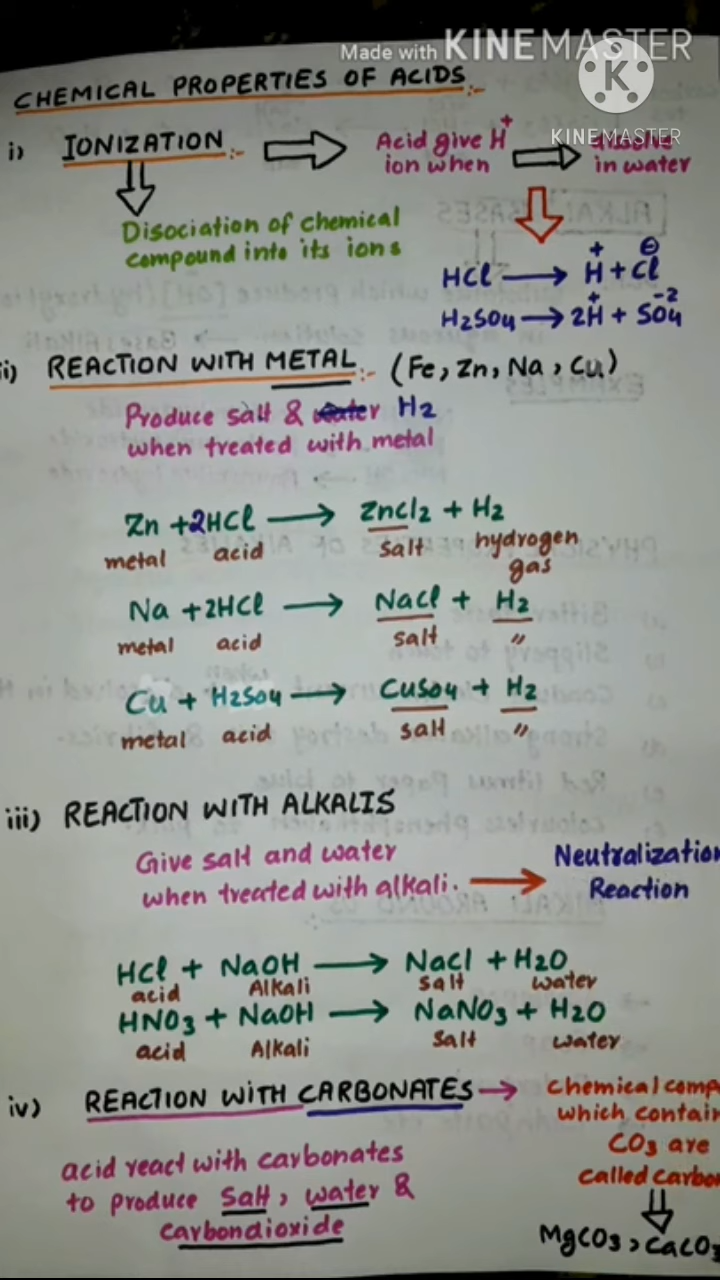 Made with KINEMASTER
K
KINEMASTER
CHEMICAL PROPERTIES OF ACIDS:-
i) IONIZATION:- ⇒ Acid give H⁺
ion when ⇒
in water
Disociation of chemical
compound into its ions
HCl → H⁺ + Cl⊖
H2SO4 → 2H⁺ + SO4⁻²
ii) REACTION WITH METAL:- (Fe, Zn, Na, Cu)
Produce salt & water H2
when treated with metal
Zn + 2HCl → ZnCl2 + H2
metal acid salt hydrogen
gas
Na + 2HCl → NaCl + H2
metal acid salt "
Cu + H2SO4 → CuSO4 + H2
metal acid salt "
iii) REACTION WITH ALKALIS
Give salt and water
when treated with alkali. → Neutralization
Reaction
HCl + NaOH → NaCl + H2O
acid Alkali salt water
HNO3 + NaOH → NaNO3 + H2O
acid Alkali Salt water
iv) REACTION WITH CARBONATES → Chemical comp
which contain
CO3 are
called carbon
acid react with carbonates
to produce salt, water &
carbondioxide
MgCO3, CaCO3